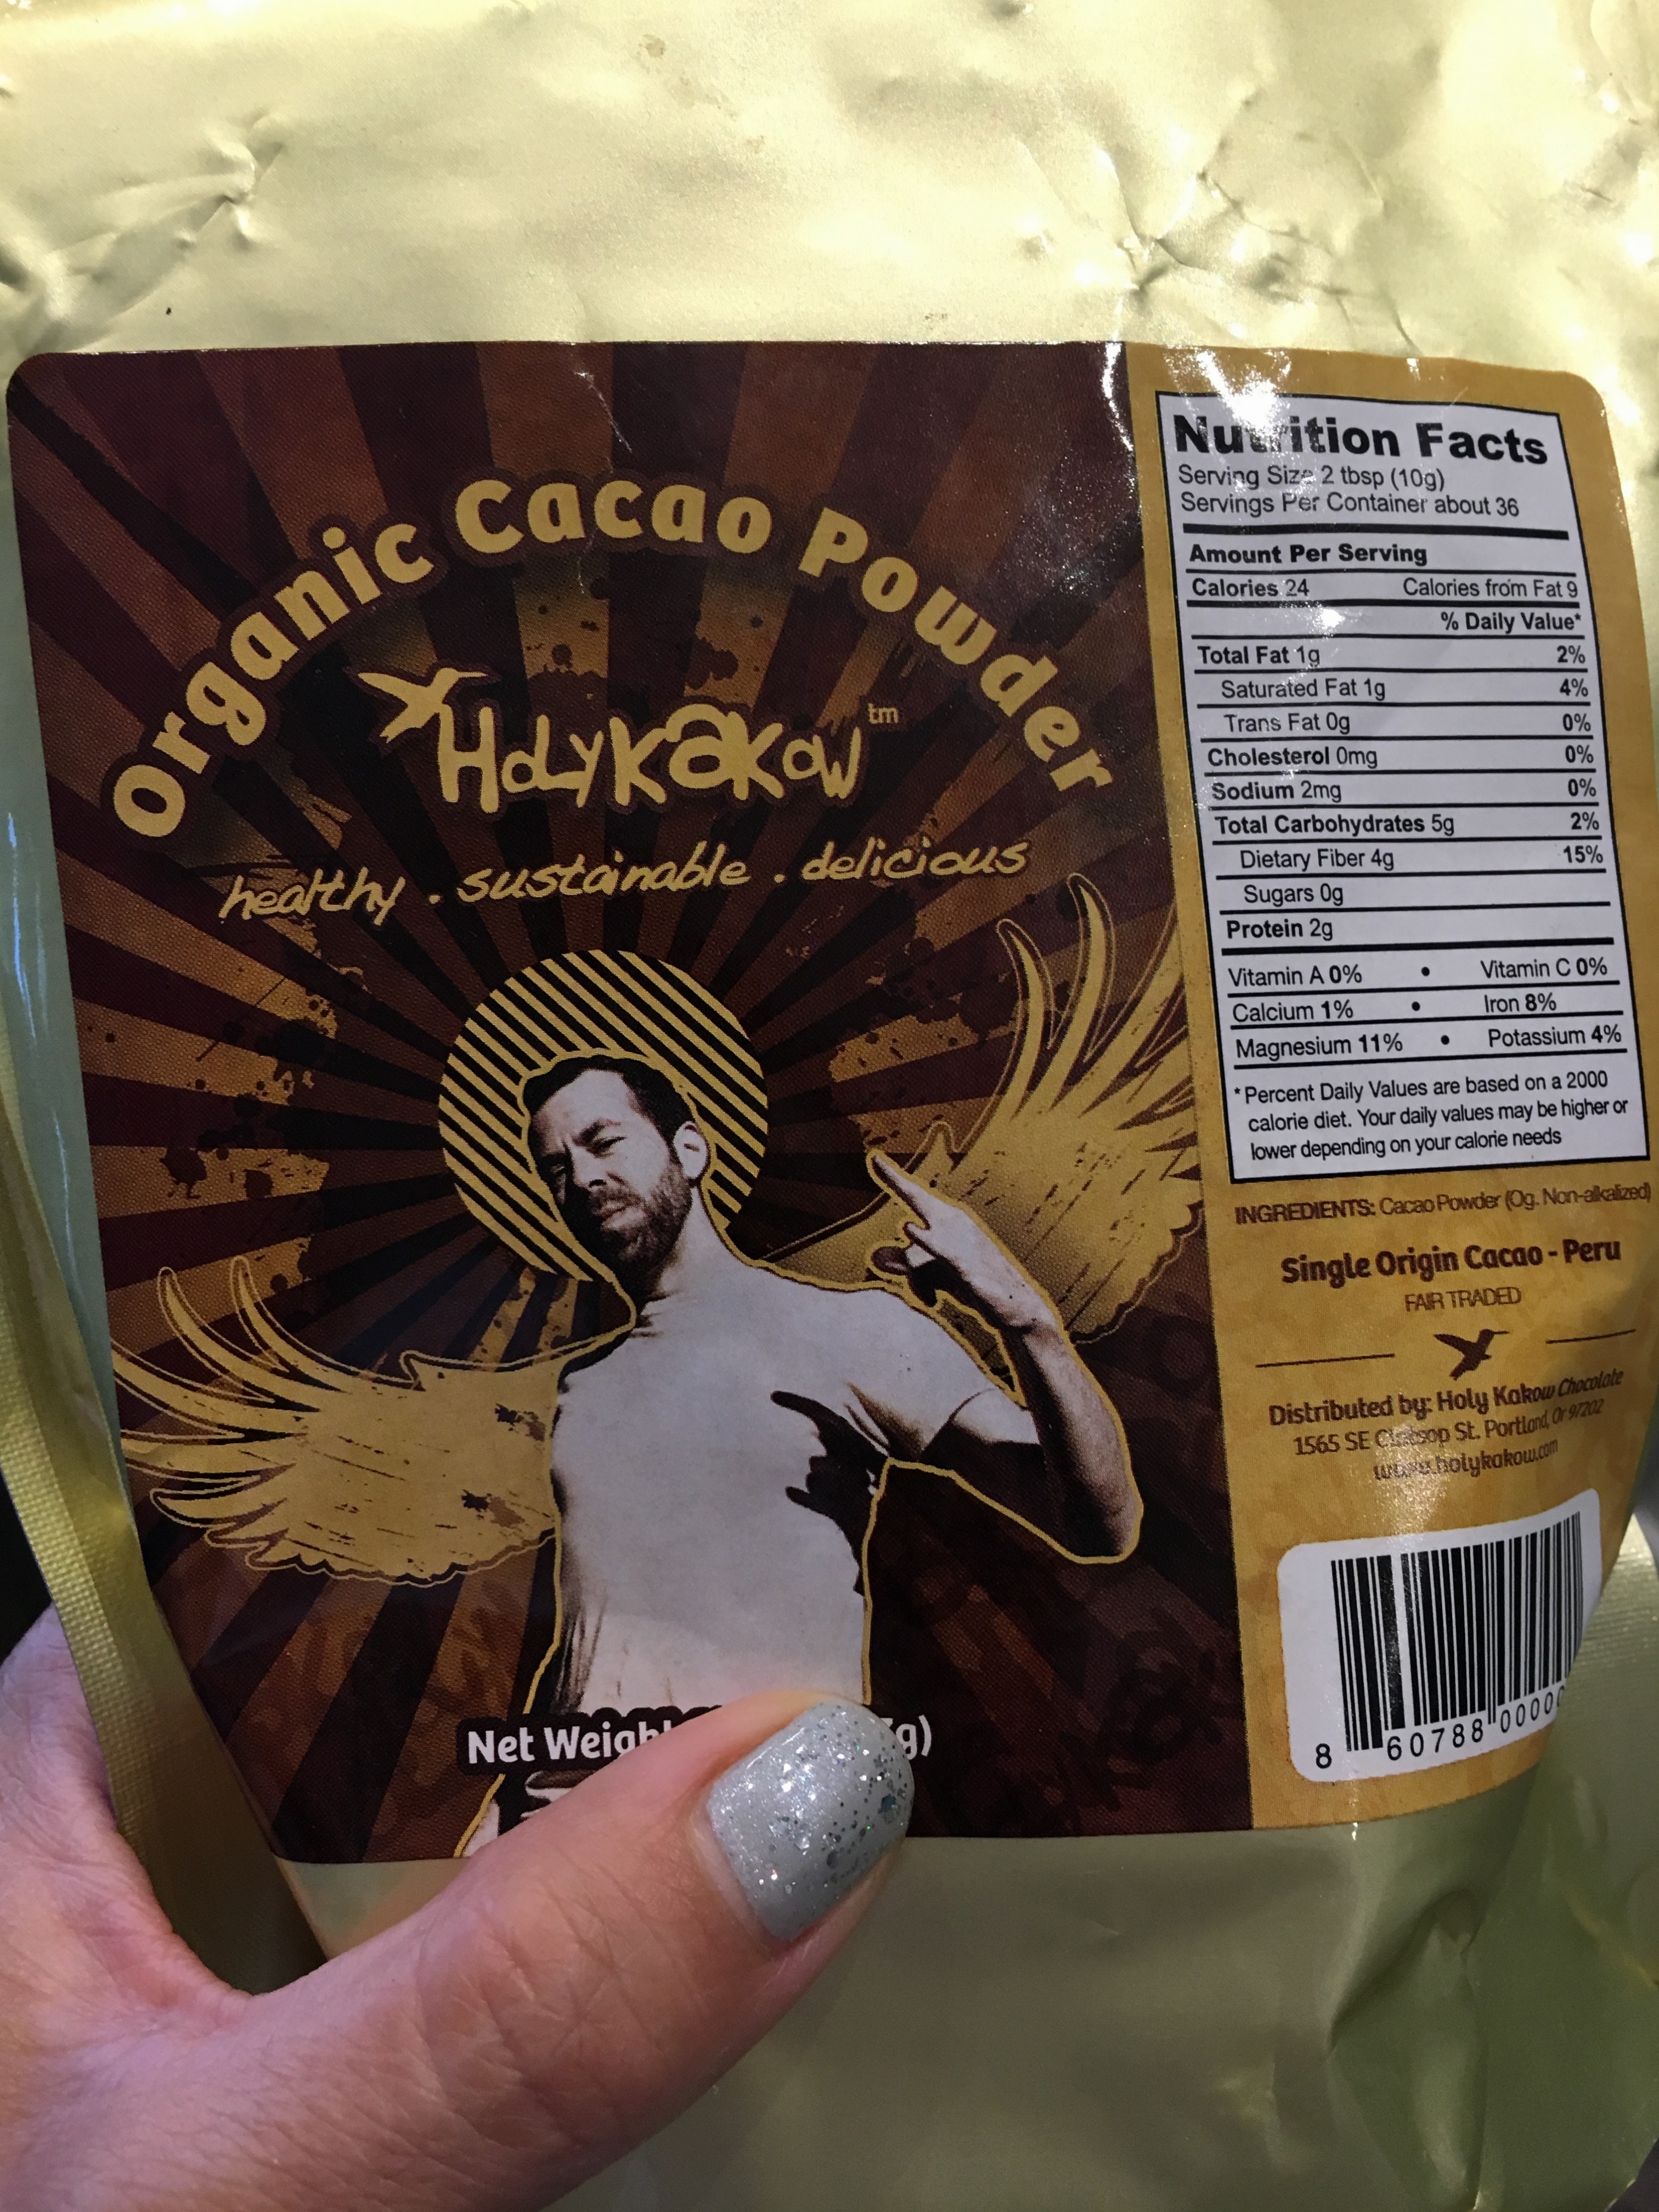 Organic Cacao Powder
HolyKakow tm
healthy . sustainable . delicious
Net g)
Nutrition Facts
Serving Size 2 tbsp (10g)
Servings Per Container about 36
Amount Per Serving
Calories 24 Calories from Fat 9
% Daily Value*
Total Fat 1g 2%
Saturated Fat 1g 4%
Trans Fat 0g 0%
Cholesterol 0mg 0%
Sodium 2mg 0%
Total Carbohydrates 5g 2%
Dietary Fiber 4g 15%
Sugars 0g
Protein 2g
Vitamin A 0% • Vitamin C 0%
Calcium 1% • Iron 8%
Magnesium 11% • Potassium 4%
* Percent Daily Values are based on a 2000
calorie diet. Your daily values may be higher or
lower depending on your calorie needs
INGREDIENTS: Cacao Powder (Og. Non-alkalized)
Single Origin Cacao - Peru
FAIR TRADED
Distributed by: Holy Kakow Chocolate
1565 SE Clatsop St. Portland, Or 97202
www.holykakow.com
8 60788 0000